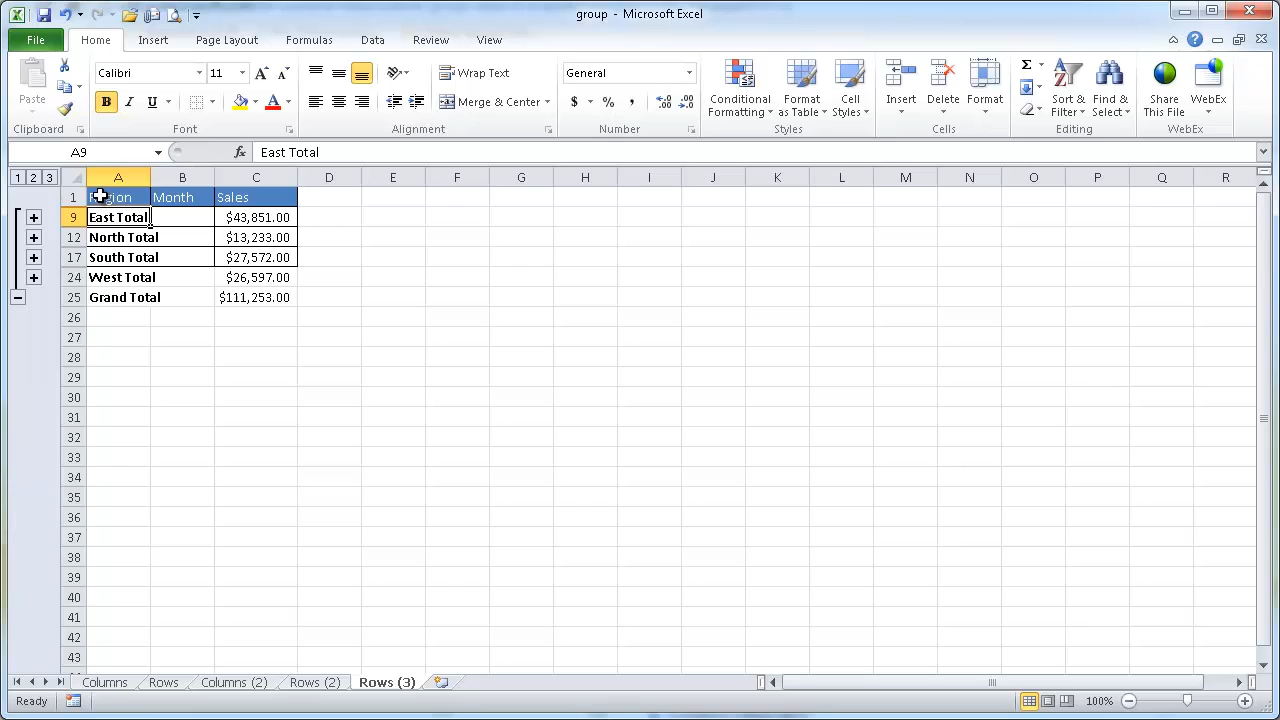 group - Microsoft Excel
File Home Insert Page Layout Formulas Data Review View
Paste
Calibri 11
Wrap Text
General
Conditional Formatting
Format as Table
Cell Styles
Insert
Delete
Format
Sort & Filter
Find & Select
Share This File
WebEx
B I U
Merge & Center
$ % ,
Clipboard Font Alignment Number Styles Cells Editing WebEx
A9 fx East Total
1 2 3 A B C D E F G H I J K L M N O P Q R
1 Region Month Sales
9 East Total $43,851.00
12 North Total $13,233.00
17 South Total $27,572.00
24 West Total $26,597.00
25 Grand Total $111,253.00
26
27
28
29
30
31
32
33
34
35
36
37
38
39
40
41
42
43
Columns Rows Columns (2) Rows (2) Rows (3)
Ready 100%